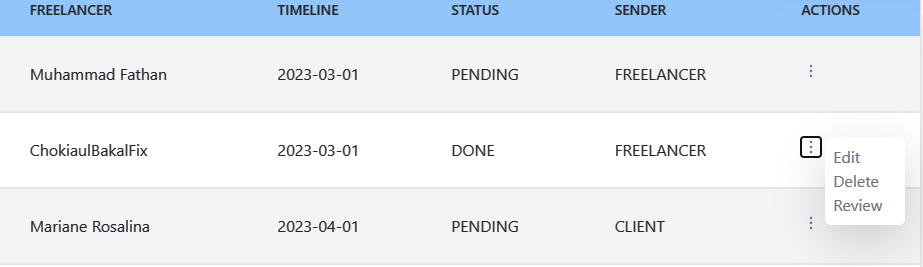 FREELANCER TIMELINE STATUS SENDER ACTIONS
Muhammad Fathan 2023-03-01 PENDING FREELANCER
ChokiaulBakalFix 2023-03-01 DONE FREELANCER
Edit
Delete
Review
Mariane Rosalina 2023-04-01 PENDING CLIENT